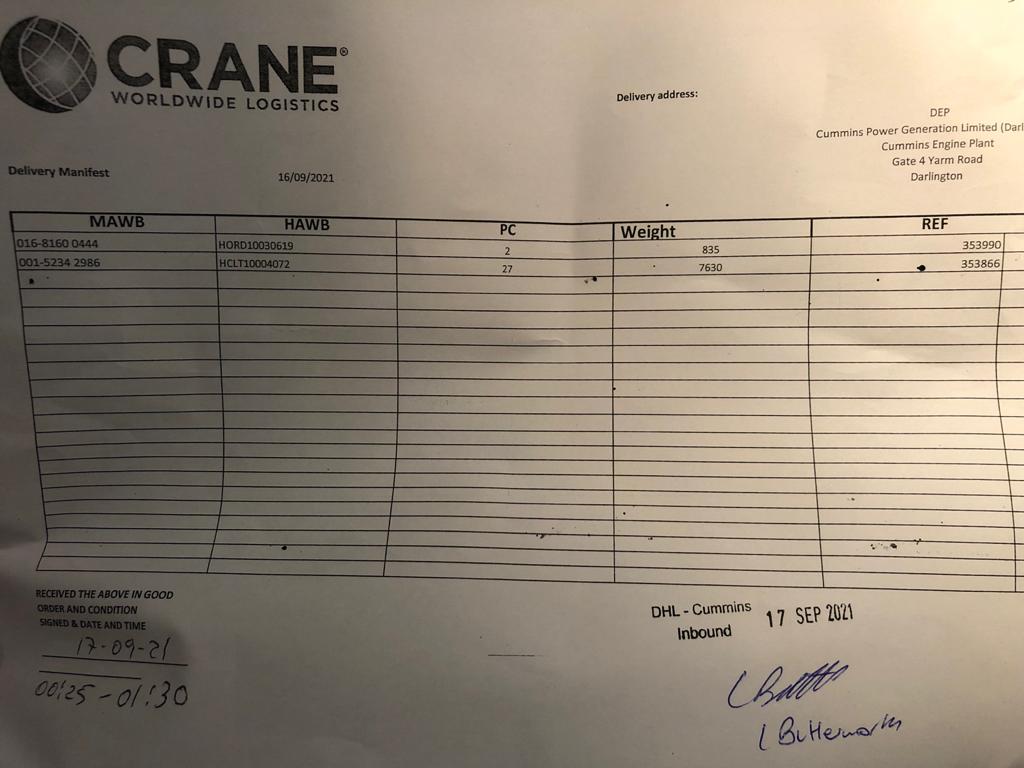 CRANE®
WORLDWIDE LOGISTICS
Delivery address:
DEP
Cummins Power Generation Limited (Darl
Cummins Engine Plant
Gate 4 Yarm Road
Darlington
Delivery Manifest 16/09/2021
MAWB HAWB PC Weight REF
016-8160 0444 HORD10030619 2 835 353990
001-5234 2986 HCLT10004072 27 7630 353866
RECEIVED THE ABOVE IN GOOD
ORDER AND CONDITION
SIGNED & DATE AND TIME
17-09-21
00:25-01:30
DHL - Cummins 17 SEP 2021
Inbound
L Butterworth